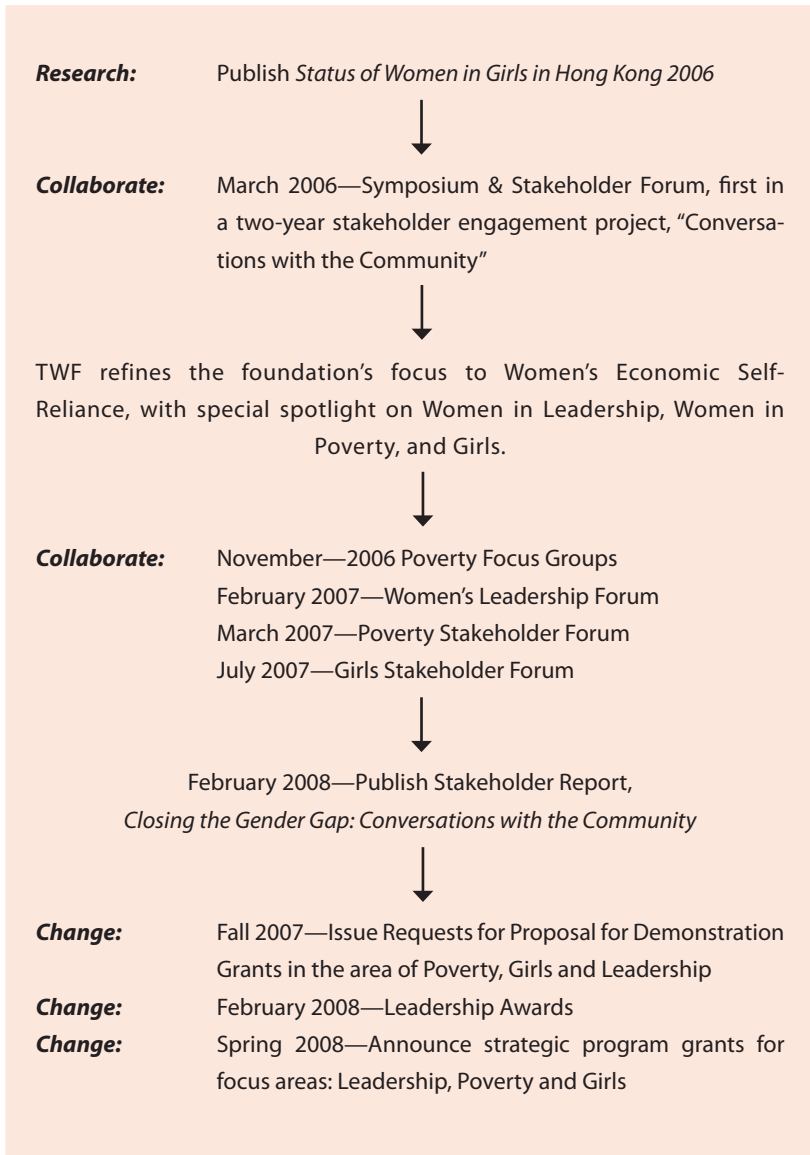 Research: Publish Status of Women in Girls in Hong Kong 2006
Collaborate: March 2006—Symposium & Stakeholder Forum, first in
a two-year stakeholder engagement project, “Conversa-
tions with the Community”
TWF refines the foundation’s focus to Women’s Economic Self-
Reliance, with special spotlight on Women in Leadership, Women in
Poverty, and Girls.
Collaborate: November—2006 Poverty Focus Groups
February 2007—Women’s Leadership Forum
March 2007—Poverty Stakeholder Forum
July 2007—Girls Stakeholder Forum
February 2008—Publish Stakeholder Report,
Closing the Gender Gap: Conversations with the Community
Change: Fall 2007—Issue Requests for Proposal for Demonstration
Grants in the area of Poverty, Girls and Leadership
Change: February 2008—Leadership Awards
Change: Spring 2008—Announce strategic program grants for
focus areas: Leadership, Poverty and Girls